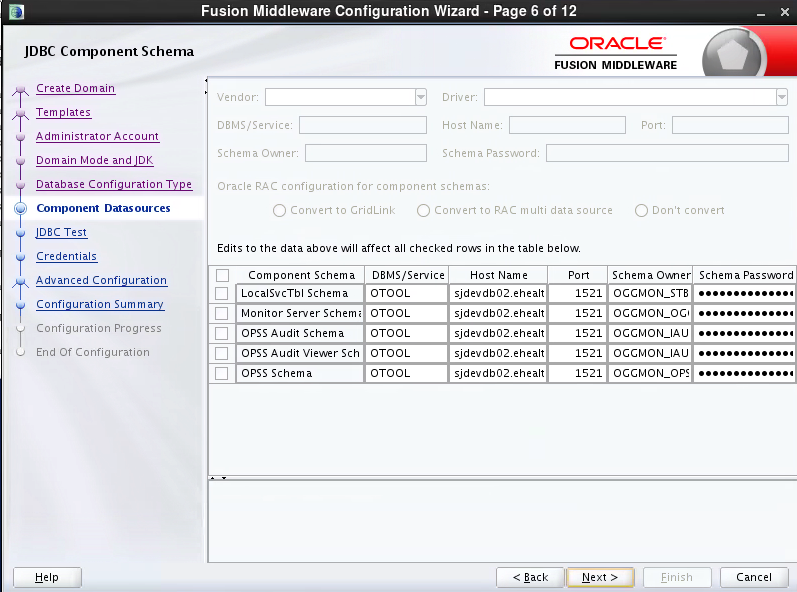 Fusion Middleware Configuration Wizard - Page 6 of 12
JDBC Component Schema
ORACLE
FUSION MIDDLEWARE
Create Domain
Templates
Administrator Account
Domain Mode and JDK
Database Configuration Type
Component Datasources
JDBC Test
Credentials
Advanced Configuration
Configuration Summary
Configuration Progress
End Of Configuration
Vendor: Driver:
DBMS/Service: Host Name: Port:
Schema Owner: Schema Password:
Oracle RAC configuration for component schemas:
Convert to GridLink Convert to RAC multi data source Don't convert
Edits to the data above will affect all checked rows in the table below.
Component Schema DBMS/Service Host Name Port Schema Owner Schema Password
LocalSvcTbl Schema OTOOL sjdevdb02.ehealt 1521 OGGMON_STB ••••••••••••
Monitor Server Schema OTOOL sjdevdb02.ehealt 1521 OGGMON_OGG ••••••••••••
OPSS Audit Schema OTOOL sjdevdb02.ehealt 1521 OGGMON_IAU ••••••••••••
OPSS Audit Viewer Sch OTOOL sjdevdb02.ehealt 1521 OGGMON_IAU ••••••••••••
OPSS Schema OTOOL sjdevdb02.ehealt 1521 OGGMON_OPS ••••••••••••
Help < Back Next > Finish Cancel